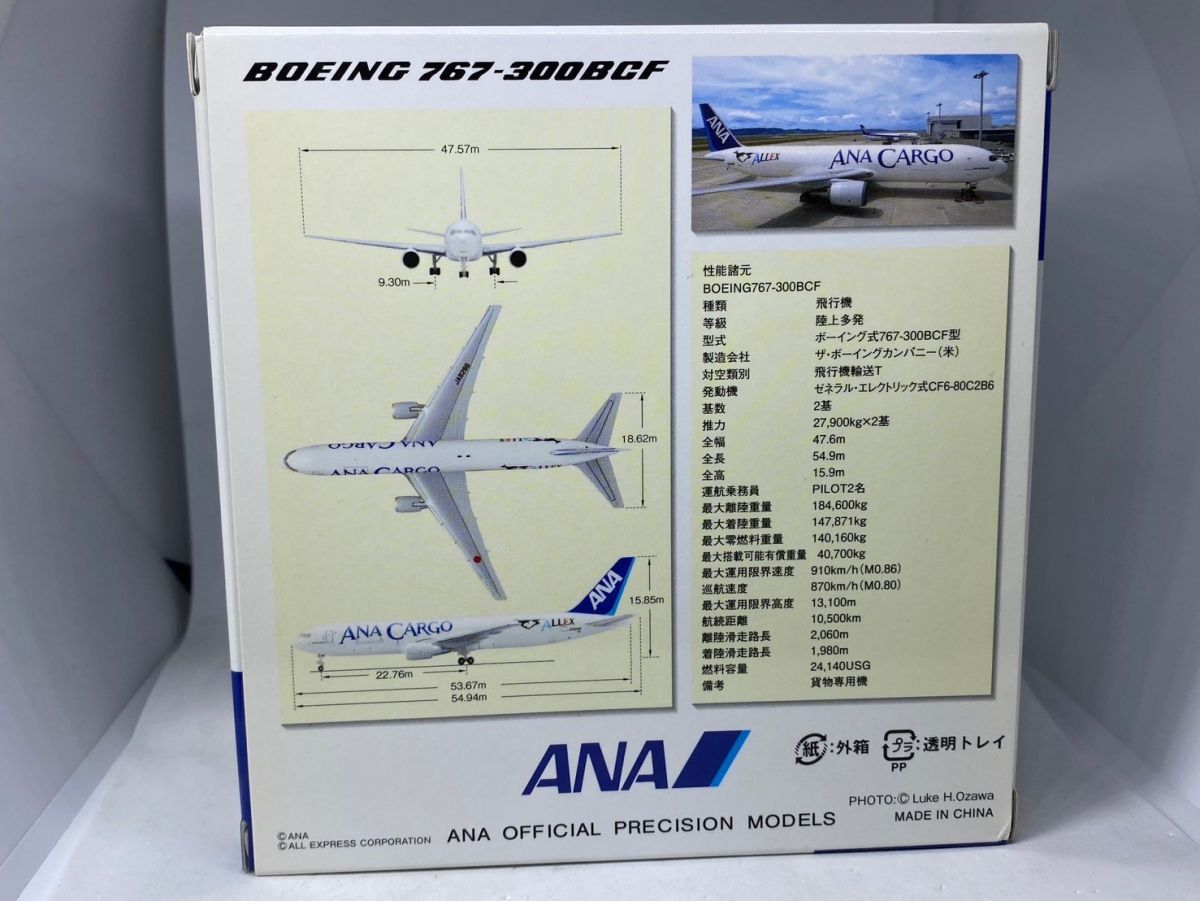 BOEING 767-300BCF
47.57m
9.30m
JA8286
18.62m
ANA CARGO
ANA CARGO
ANA
ANA CARGO
ALLEX
15.85m
22.76m
53.67m
54.94m
ANA
ALLEX
ANA CARGO
性能諸元
BOEING767-300BCF
種類 飛行機
等級 陸上多発
型式 ボーイング式767-300BCF型
製造会社 ザ・ボーイングカンパニー(米)
対空類別 飛行機輸送T
発動機 ゼネラル・エレクトリック式CF6-80C2B6
基数 2基
推力 27,900kg×2基
全幅 47.6m
全長 54.9m
全高 15.9m
運航乗務員 PILOT2名
最大離陸重量 184,600kg
最大着陸重量 147,871kg
最大零燃料重量 140,160kg
最大搭載可能有償重量 40,700kg
最大運用限界速度 910km/h(M0.86)
巡航速度 870km/h(M0.80)
最大運用限界高度 13,100m
航続距離 10,500km
離陸滑走路長 2,060m
着陸滑走路長 1,980m
燃料容量 24,140USG
備考 貨物専用機
ANA
紙:外箱 プラ:透明トレイ
PP
©ANA
©ALL EXPRESS CORPORATION
ANA OFFICIAL PRECISION MODELS
PHOTO:© Luke H.Ozawa
MADE IN CHINA